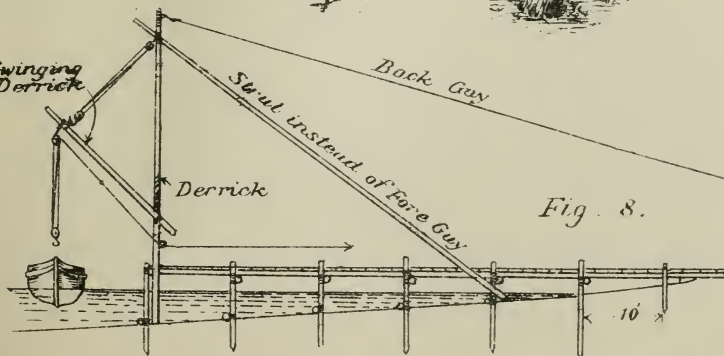 Swinging
Derrick
Back Guy
Strut instead of Fore Guy
Derrick
Fig. 8.
10'